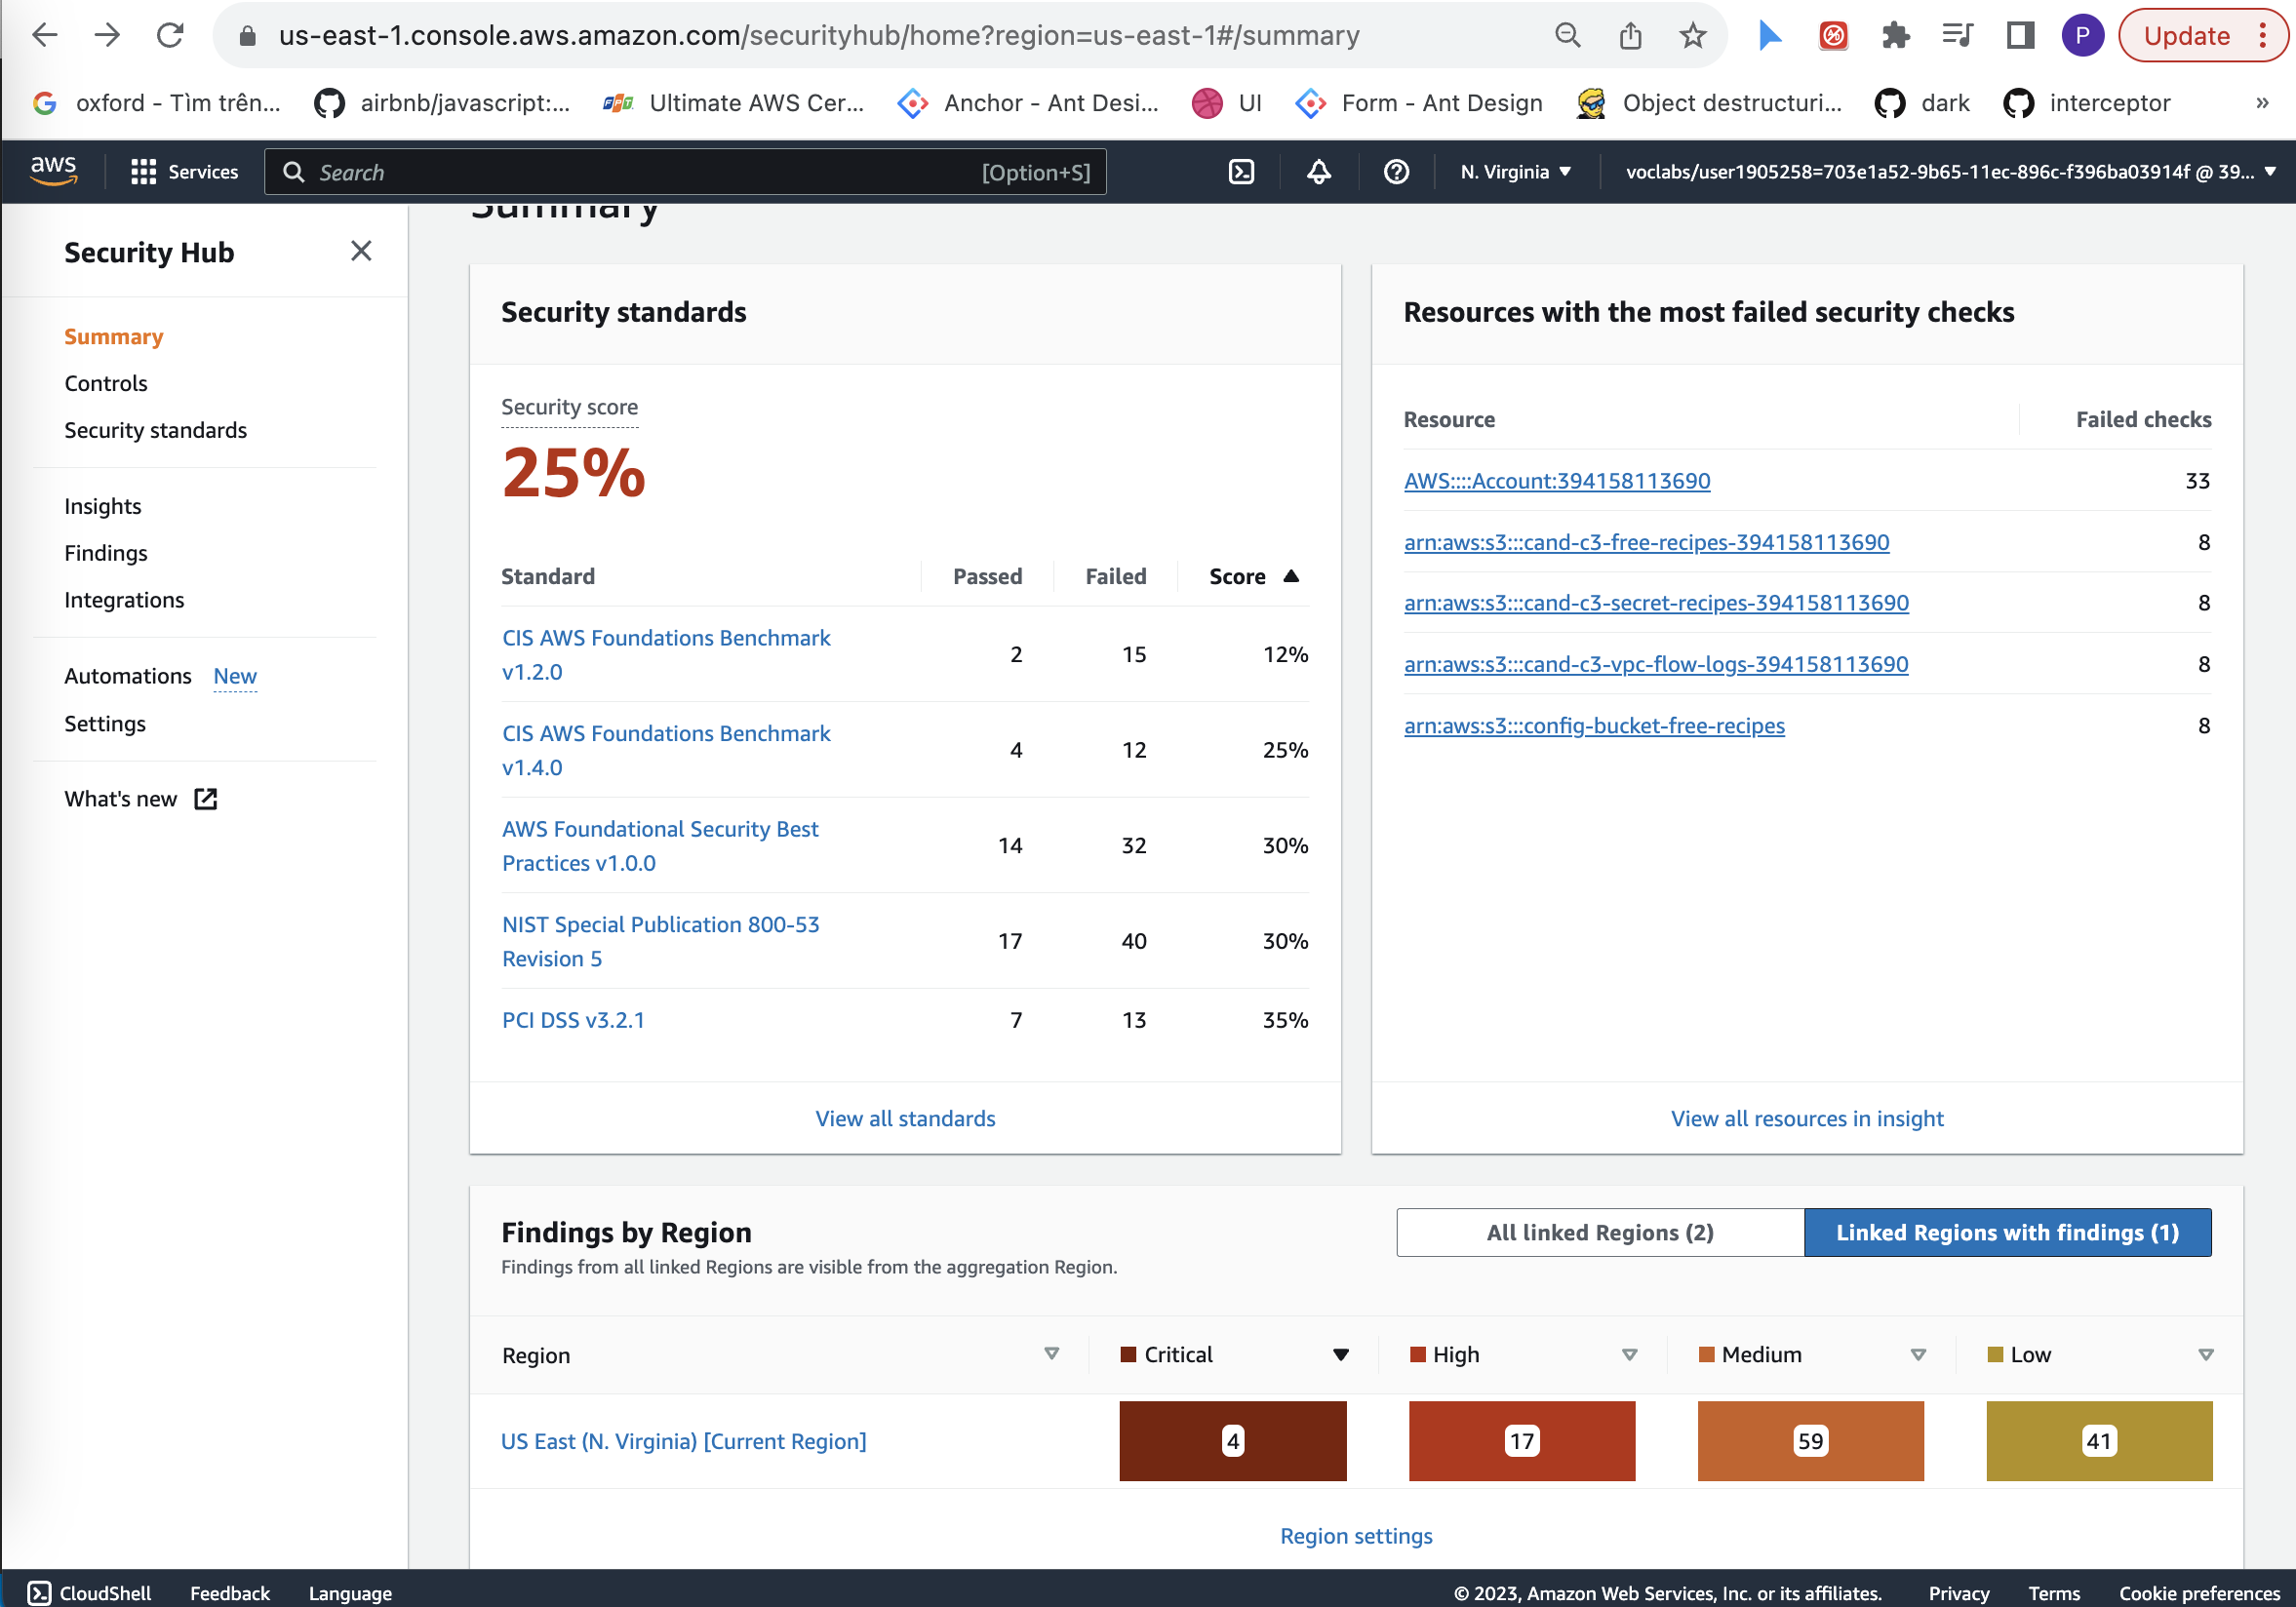 us-east-1.console.aws.amazon.com/securityhub/home?region=us-east-1#/summary
P
Update
oxford - Tìm trên...
airbnb/javascript:...
FPT
Ultimate AWS Cer...
Anchor - Ant Desi...
UI
Form - Ant Design
Object destructuri...
dark
interceptor
»
aws
Services
Search
[Option+S]
N. Virginia
voclabs/user1905258=703e1a52-9b65-11ec-896c-f396ba03914f @ 39...
Summary
Security Hub
Summary
Controls
Security standards
Insights
Findings
Integrations
Automations New
Settings
What's new
Security standards
Security score
25%
Standard Passed Failed Score
CIS AWS Foundations Benchmark
v1.2.0
2 15 12%
CIS AWS Foundations Benchmark
v1.4.0
4 12 25%
AWS Foundational Security Best
Practices v1.0.0
14 32 30%
NIST Special Publication 800-53
Revision 5
17 40 30%
PCI DSS v3.2.1 7 13 35%
View all standards
Resources with the most failed security checks
Resource Failed checks
AWS::::Account:394158113690 33
arn:aws:s3:::cand-c3-free-recipes-394158113690 8
arn:aws:s3:::cand-c3-secret-recipes-394158113690 8
arn:aws:s3:::cand-c3-vpc-flow-logs-394158113690 8
arn:aws:s3:::config-bucket-free-recipes 8
View all resources in insight
Findings by Region
Findings from all linked Regions are visible from the aggregation Region.
All linked Regions (2)
Linked Regions with findings (1)
Region Critical High Medium Low
US East (N. Virginia) [Current Region] 4 17 59 41
Region settings
CloudShell
Feedback
Language
© 2023, Amazon Web Services, Inc. or its affiliates.
Privacy
Terms
Cookie preferences